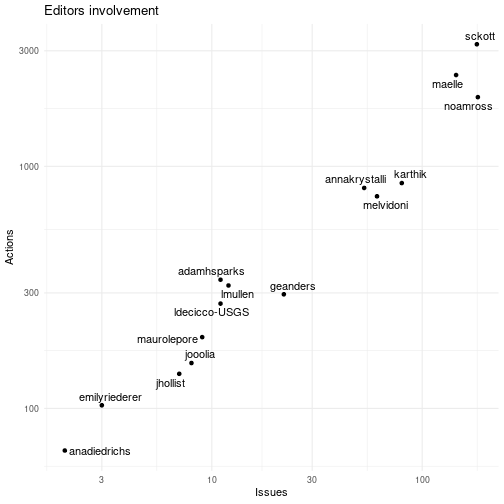 Editors involvement
sckott
3000
maelle
noamross
1000
annakrystalli
karthik
melvidoni
Actions
adamhsparks
lmullen
geanders
300
ldecicco-USGS
maurolepore
jooolia
jhollist
100
emilyriederer
anadiedrichs
3
10
30
100
Issues